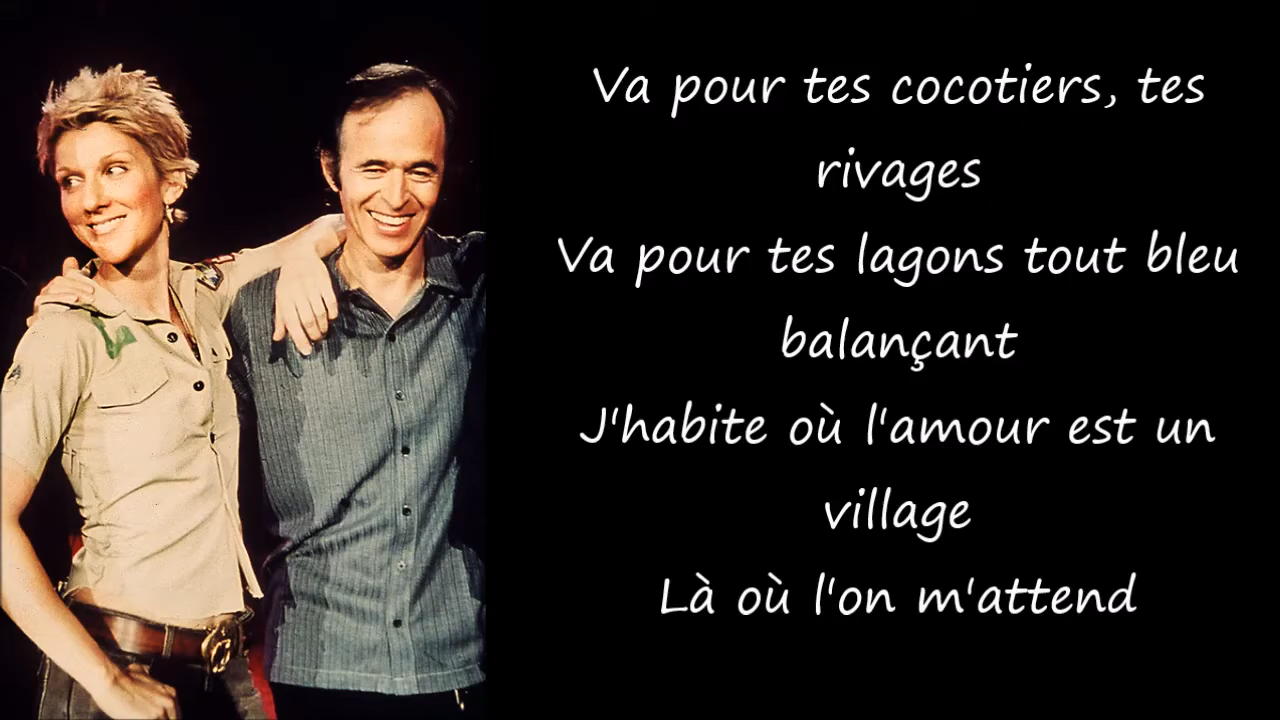 Va pour tes cocotiers, tes
rivages
Va pour tes lagons tout bleu
balançant
J'habite où l'amour est un
village
Là où l'on m'attend